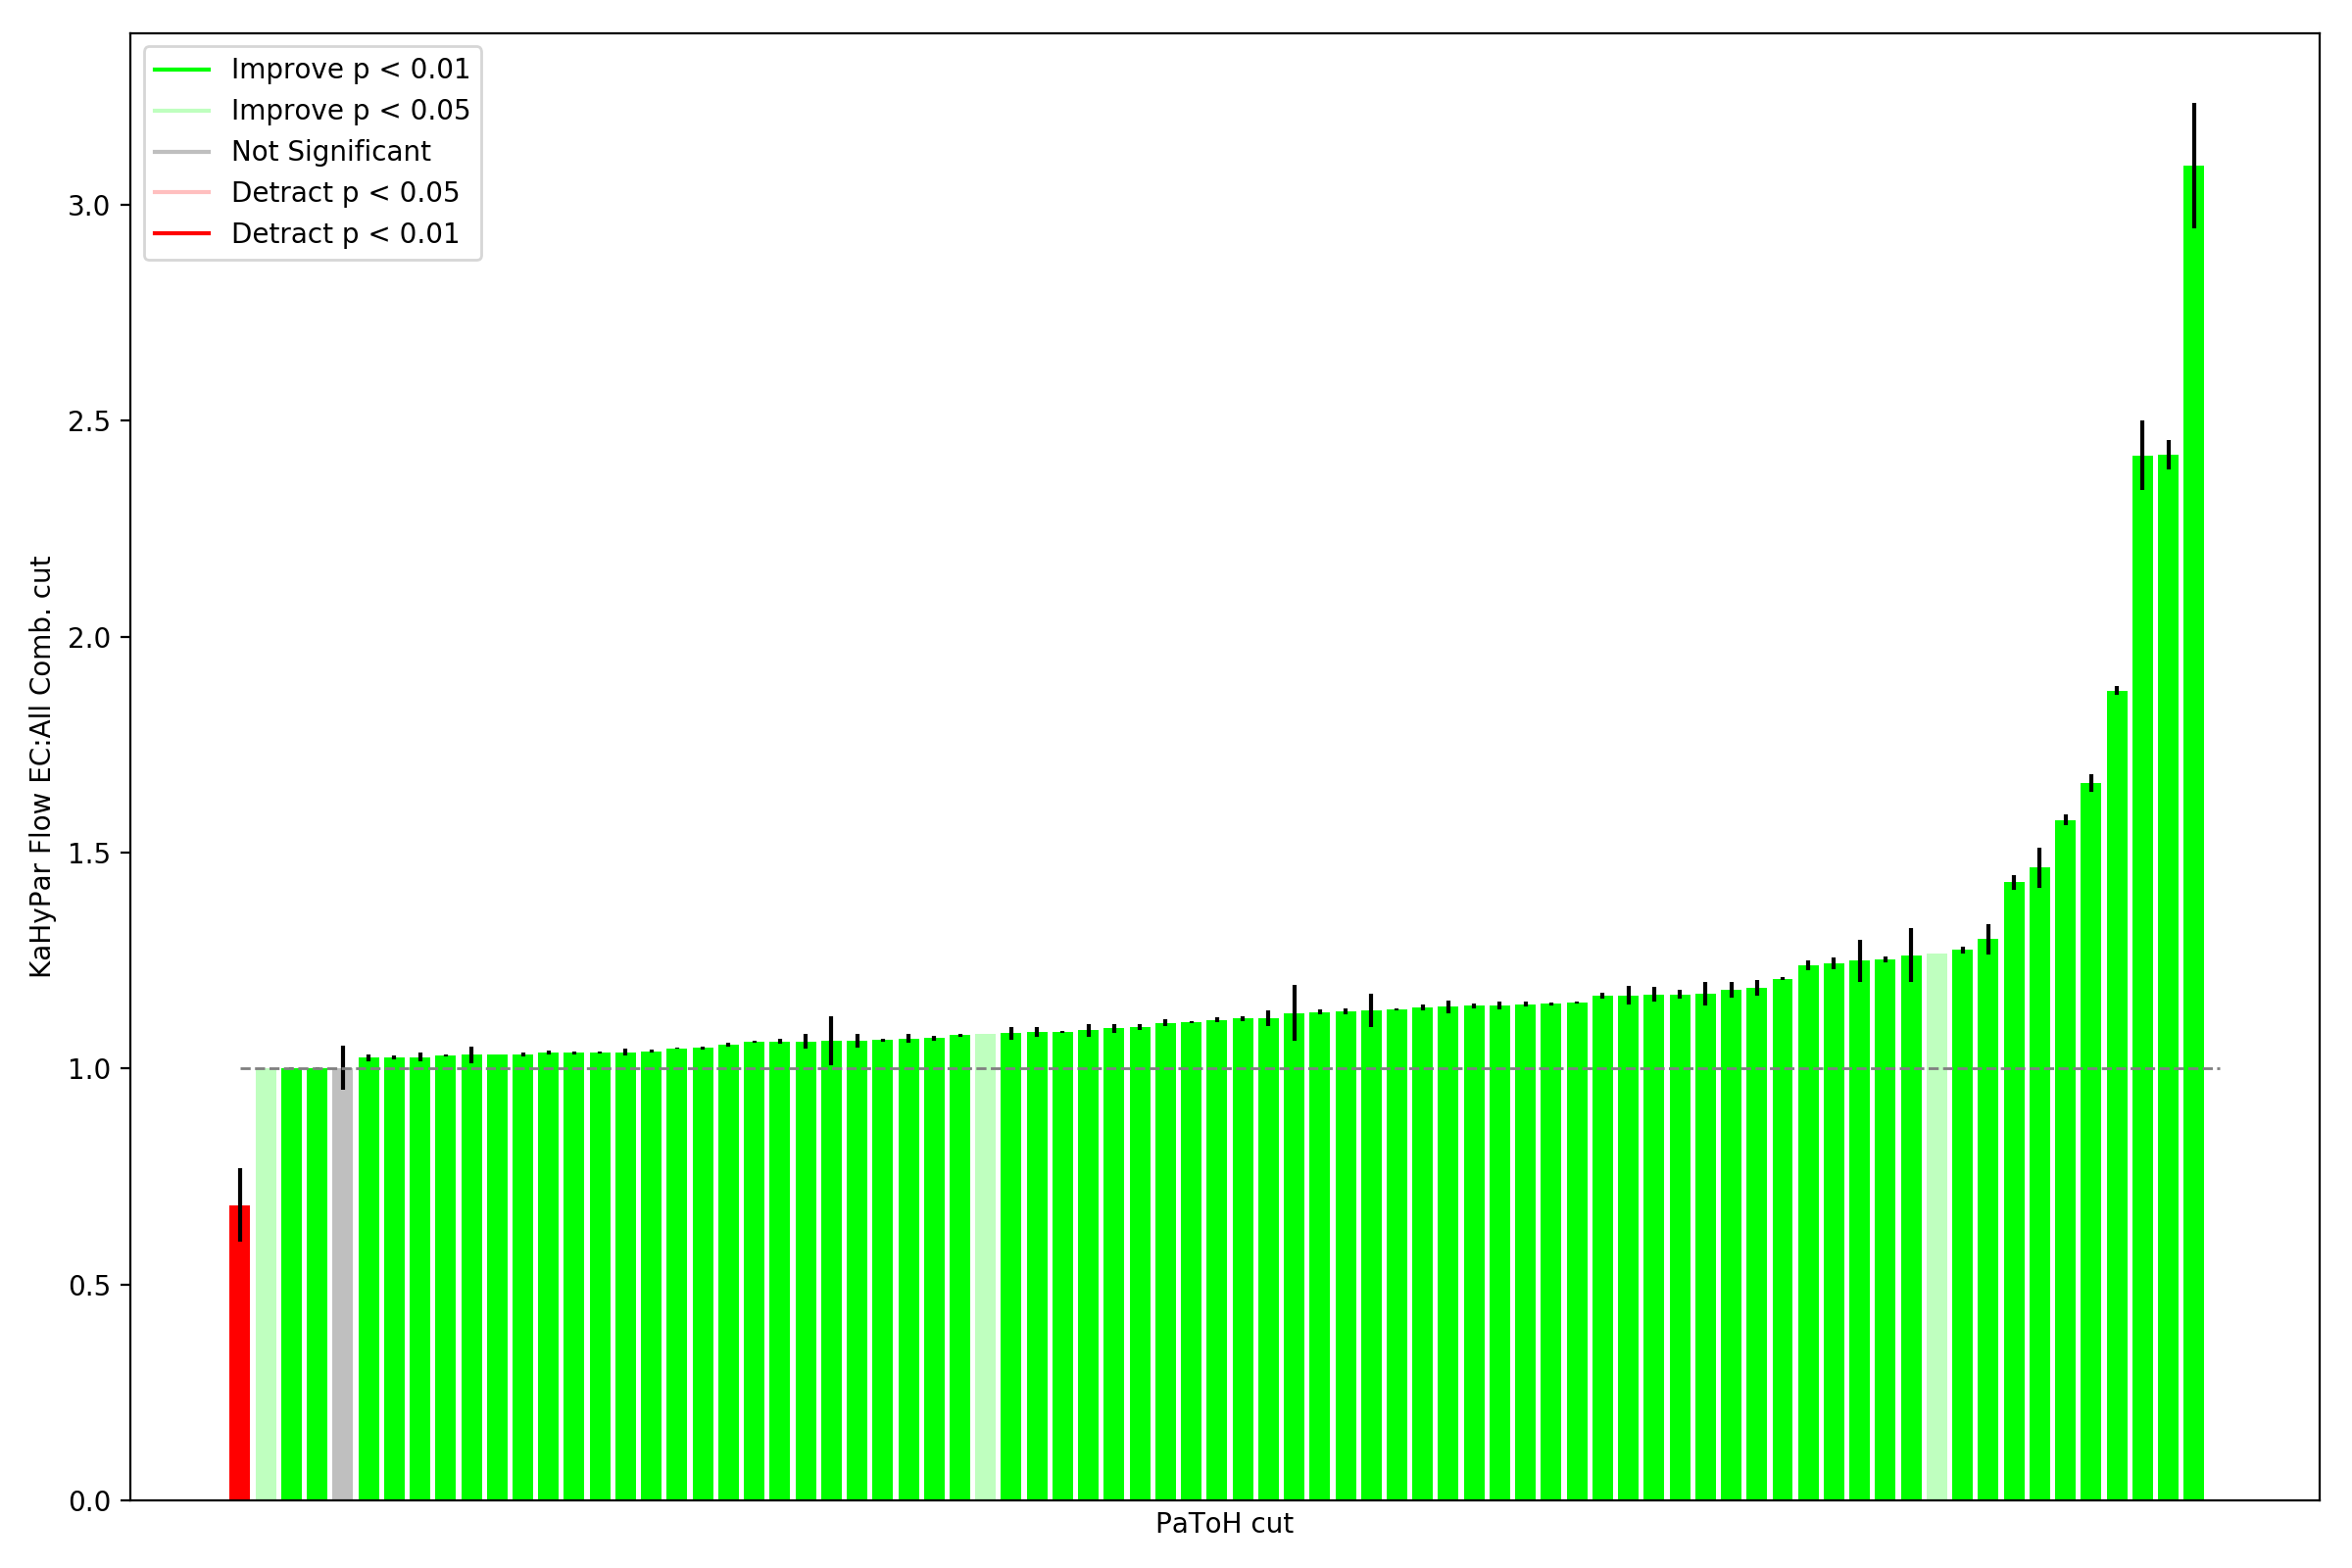 Improve p < 0.01
Improve p < 0.05
Not Significant
Detract p < 0.05
Detract p < 0.01
KaHyPar Flow EC:All Comb. cut
3.0
2.5
2.0
1.5
1.0
0.5
0.0
PaToH cut